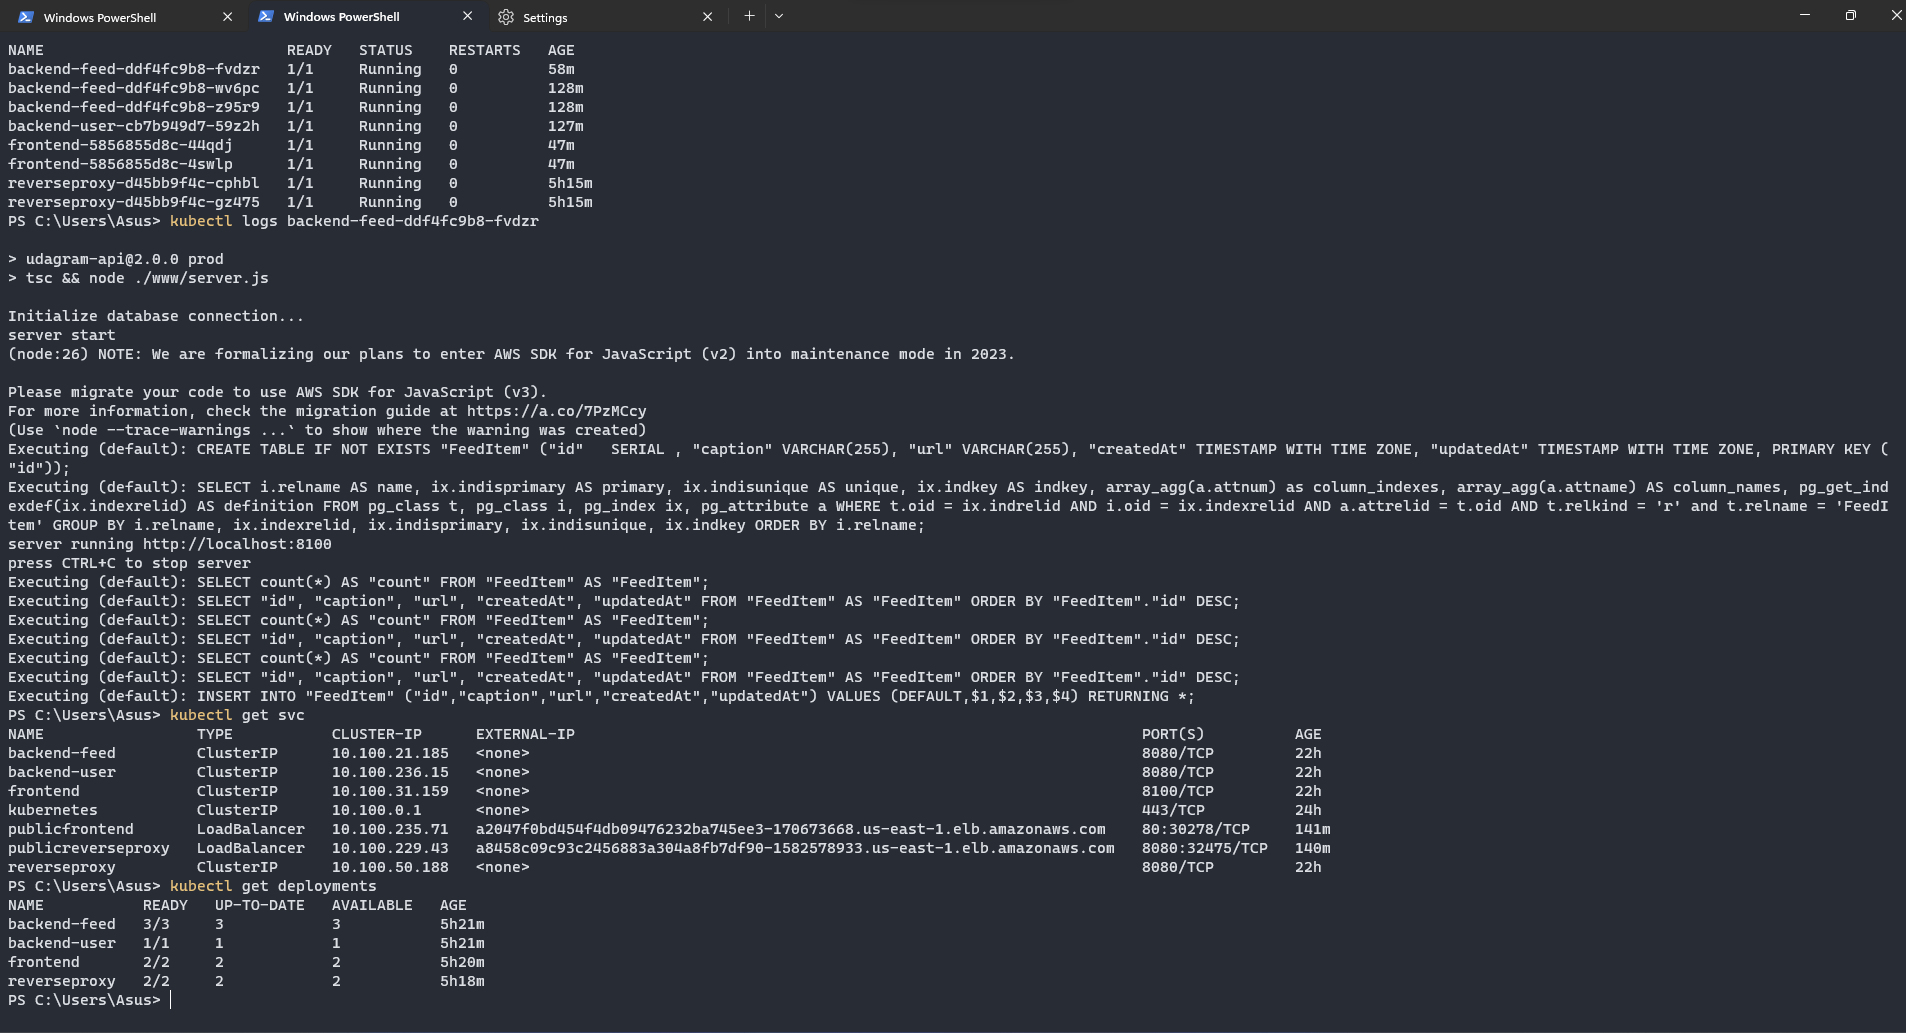 Windows PowerShell Windows PowerShell Settings
NAME READY STATUS RESTARTS AGE
backend-feed-ddf4fc9b8-fvdzr 1/1 Running 0 58m
backend-feed-ddf4fc9b8-wv6pc 1/1 Running 0 128m
backend-feed-ddf4fc9b8-z95r9 1/1 Running 0 128m
backend-user-cb7b949d7-59z2h 1/1 Running 0 127m
frontend-5856855d8c-44qdj 1/1 Running 0 47m
frontend-5856855d8c-4swlp 1/1 Running 0 47m
reverseproxy-d45bb9f4c-cphbl 1/1 Running 0 5h15m
reverseproxy-d45bb9f4c-gz475 1/1 Running 0 5h15m
PS C:\Users\Asus> kubectl logs backend-feed-ddf4fc9b8-fvdzr
> udagram-api@2.0.0 prod
> tsc && node ./www/server.js
Initialize database connection...
server start
(node:26) NOTE: We are formalizing our plans to enter AWS SDK for JavaScript (v2) into maintenance mode in 2023.
Please migrate your code to use AWS SDK for JavaScript (v3).
For more information, check the migration guide at https://a.co/7PzMCcy
(Use `node --trace-warnings ...` to show where the warning was created)
Executing (default): CREATE TABLE IF NOT EXISTS "FeedItem" ("id"   SERIAL , "caption" VARCHAR(255), "url" VARCHAR(255), "createdAt" TIMESTAMP WITH TIME ZONE, "updatedAt" TIMESTAMP WITH TIME ZONE, PRIMARY KEY (
"id"));
Executing (default): SELECT i.relname AS name, ix.indisprimary AS primary, ix.indisunique AS unique, ix.indkey AS indkey, array_agg(a.attnum) as column_indexes, array_agg(a.attname) AS column_names, pg_get_ind
exdef(ix.indexrelid) AS definition FROM pg_class t, pg_class i, pg_index ix, pg_attribute a WHERE t.oid = ix.indrelid AND i.oid = ix.indexrelid AND a.attrelid = t.oid AND t.relkind = 'r' and t.relname = 'FeedI
tem' GROUP BY i.relname, ix.indexrelid, ix.indisprimary, ix.indisunique, ix.indkey ORDER BY i.relname;
server running http://localhost:8100
press CTRL+C to stop server
Executing (default): SELECT count(*) AS "count" FROM "FeedItem" AS "FeedItem";
Executing (default): SELECT "id", "caption", "url", "createdAt", "updatedAt" FROM "FeedItem" AS "FeedItem" ORDER BY "FeedItem"."id" DESC;
Executing (default): SELECT count(*) AS "count" FROM "FeedItem" AS "FeedItem";
Executing (default): SELECT "id", "caption", "url", "createdAt", "updatedAt" FROM "FeedItem" AS "FeedItem" ORDER BY "FeedItem"."id" DESC;
Executing (default): SELECT count(*) AS "count" FROM "FeedItem" AS "FeedItem";
Executing (default): SELECT "id", "caption", "url", "createdAt", "updatedAt" FROM "FeedItem" AS "FeedItem" ORDER BY "FeedItem"."id" DESC;
Executing (default): INSERT INTO "FeedItem" ("id","caption","url","createdAt","updatedAt") VALUES (DEFAULT,$1,$2,$3,$4) RETURNING *;
PS C:\Users\Asus> kubectl get svc
NAME TYPE CLUSTER-IP EXTERNAL-IP PORT(S) AGE
backend-feed ClusterIP 10.100.21.185 <none> 8080/TCP 22h
backend-user ClusterIP 10.100.236.15 <none> 8080/TCP 22h
frontend ClusterIP 10.100.31.159 <none> 8100/TCP 22h
kubernetes ClusterIP 10.100.0.1 <none> 443/TCP 24h
publicfrontend LoadBalancer 10.100.235.71 a2047f0bd454f4db09476232ba745ee3-170673668.us-east-1.elb.amazonaws.com 80:30278/TCP 141m
publicreverseproxy LoadBalancer 10.100.229.43 a8458c09c93c2456883a304a8fb7df90-1582578933.us-east-1.elb.amazonaws.com 8080:32475/TCP 140m
reverseproxy ClusterIP 10.100.50.188 <none> 8080/TCP 22h
PS C:\Users\Asus> kubectl get deployments
NAME READY UP-TO-DATE AVAILABLE AGE
backend-feed 3/3 3 3 5h21m
backend-user 1/1 1 1 5h21m
frontend 2/2 2 2 5h20m
reverseproxy 2/2 2 2 5h18m
PS C:\Users\Asus>